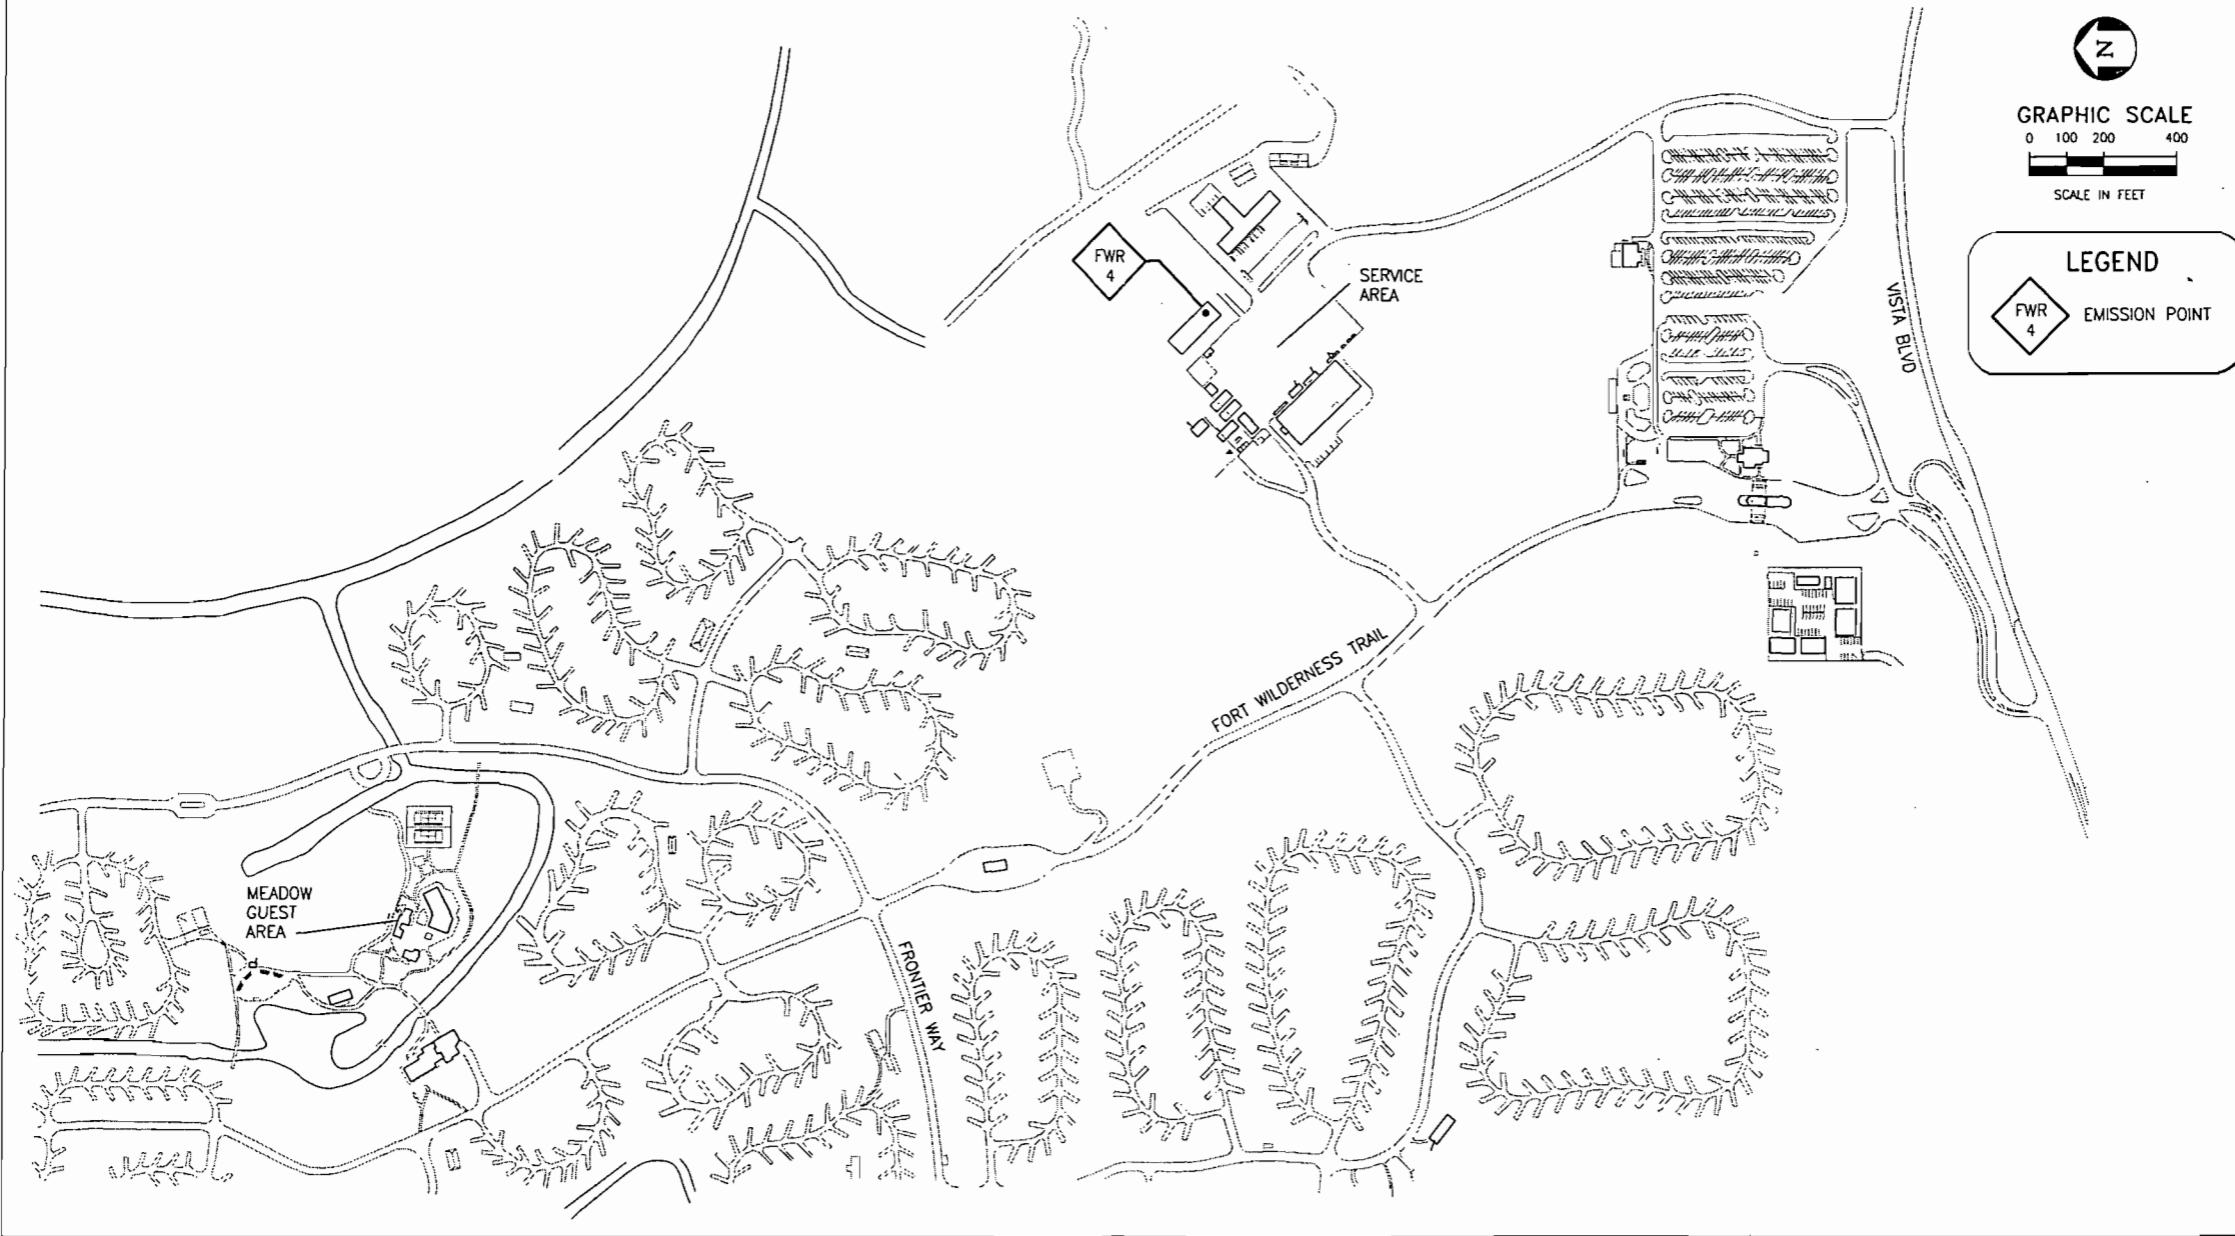 N
GRAPHIC SCALE
0 100 200 400
SCALE IN FEET
LEGEND
FWR
4
EMISSION POINT
FWR
4
SERVICE
AREA
VISTA BLVD
FORT WILDERNESS TRAIL
MEADOW
GUEST
AREA
FRONTIER WAY